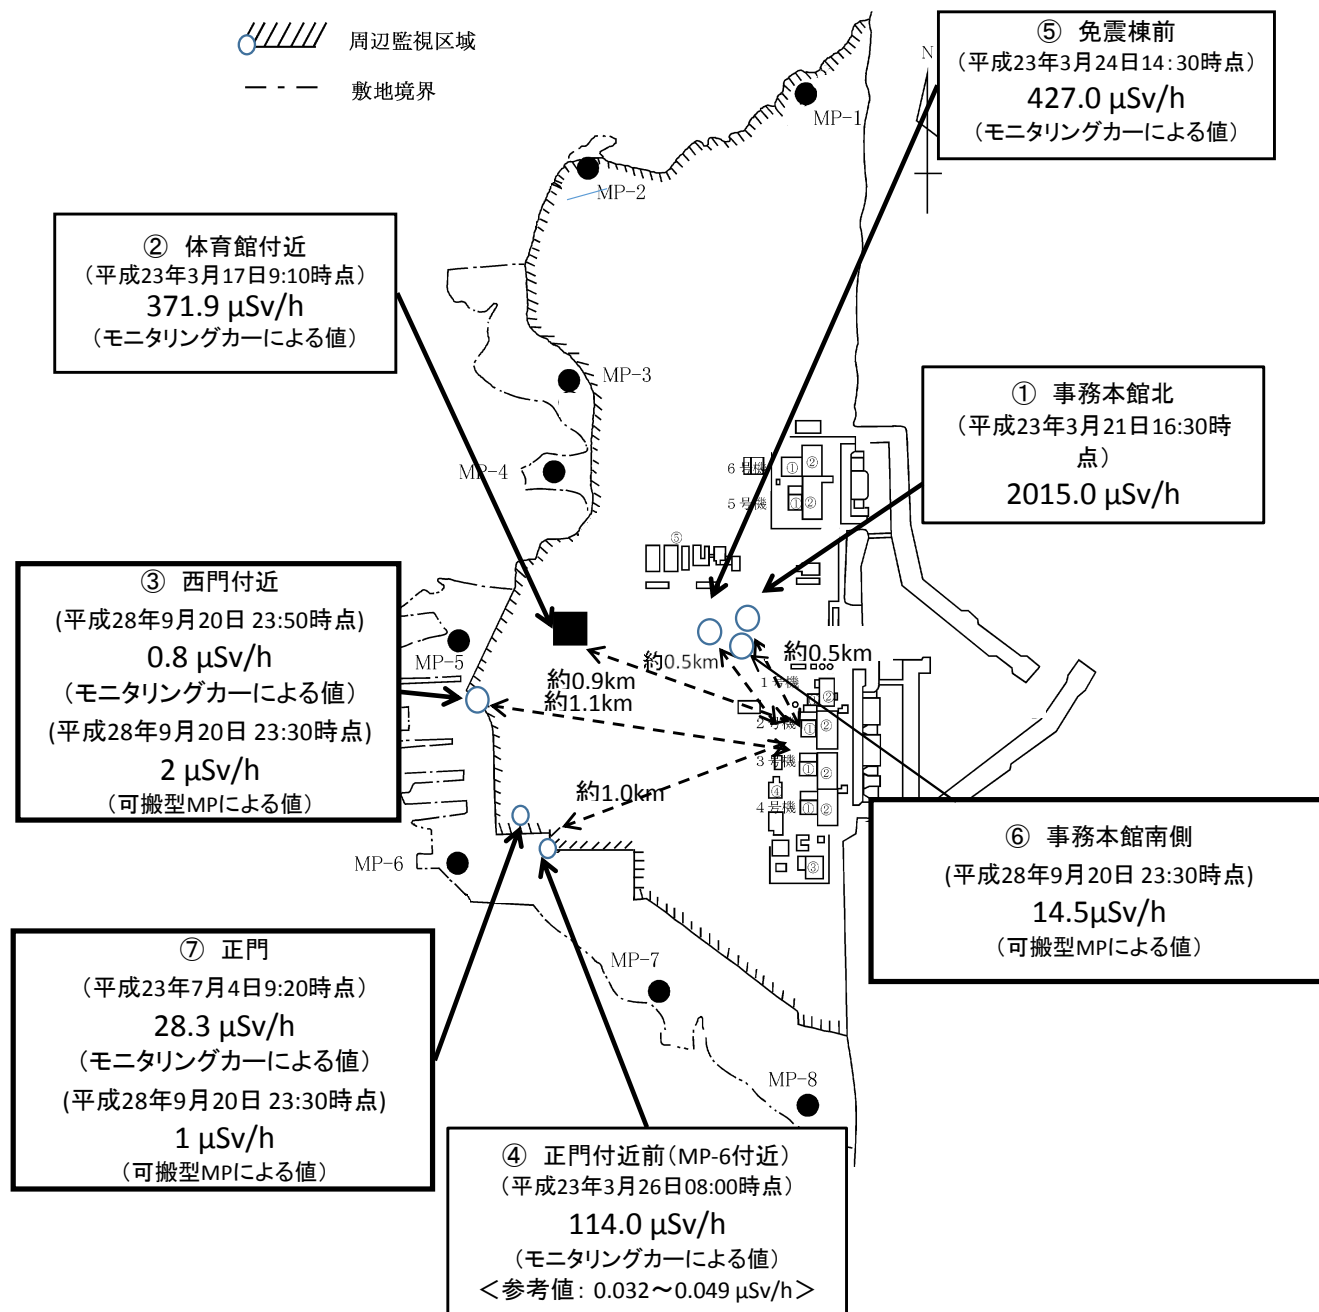 周辺監視区域
敷地境界
⑤ 免震棟前
(平成23年3月24日14:30時点)
427.0 μSv/h
(モニタリングカーによる値)
N
MP-1
MP-2
② 体育館付近
(平成23年3月17日9:10時点)
371.9 μSv/h
(モニタリングカーによる値)
MP-3
① 事務本館北
(平成23年3月21日16:30時
点)
2015.0 μSv/h
MP-4
6号機
① ②
5号機
① ②
⑤
③ 西門付近
(平成28年9月20日 23:50時点)
0.8 μSv/h
(モニタリングカーによる値)
(平成28年9月20日 23:30時点)
2 μSv/h
(可搬型MPによる値)
MP-5
約0.5km
約0.5km
約0.9km
約1.1km
1号機
②
2号機
① ②
3号機
① ②
④
4号機
① ②
③
約1.0km
MP-6
⑥ 事務本館南側
(平成28年9月20日 23:30時点)
14.5μSv/h
(可搬型MPによる値)
⑦ 正門
(平成23年7月4日9:20時点)
28.3 μSv/h
(モニタリングカーによる値)
(平成28年9月20日 23:30時点)
1 μSv/h
(可搬型MPによる値)
MP-7
MP-8
④ 正門付近前(MP-6付近)
(平成23年3月26日08:00時点)
114.0 μSv/h
(モニタリングカーによる値)
<参考値: 0.032～0.049 μSv/h>